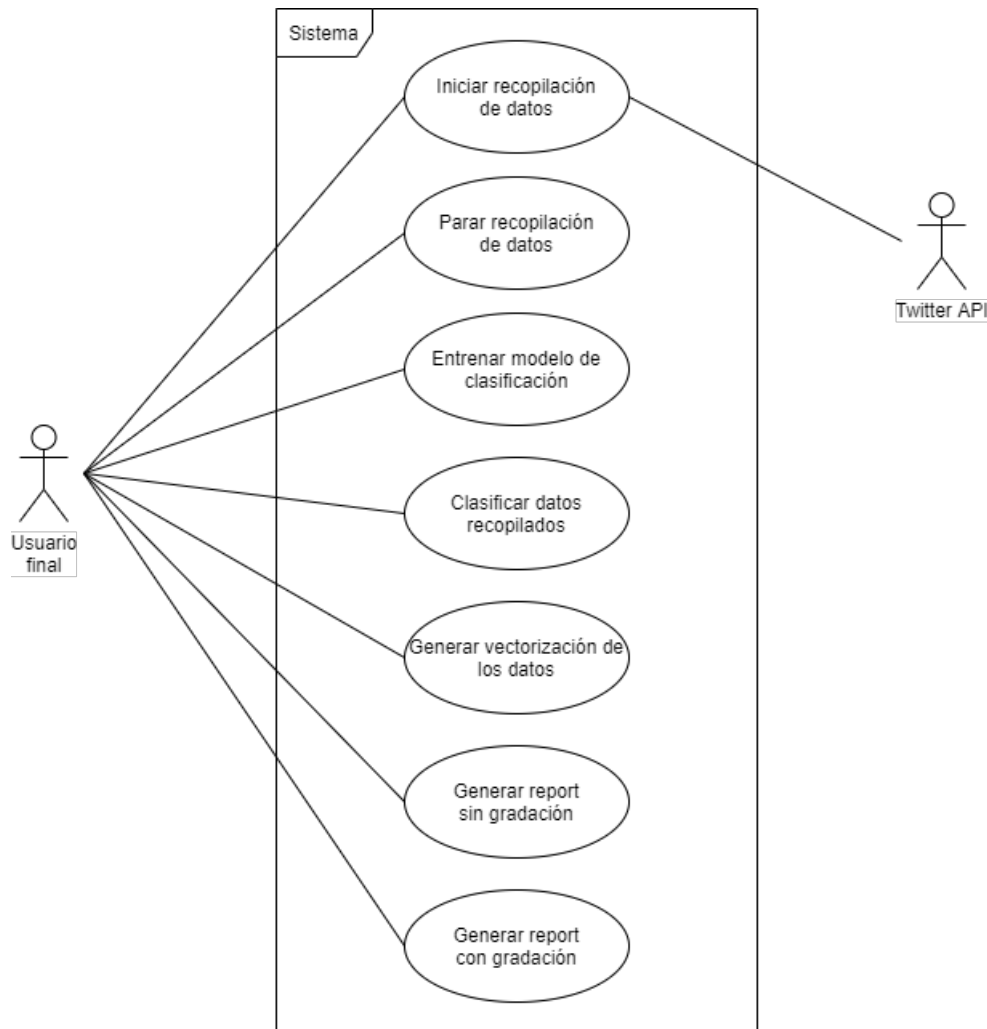 Sistema
Iniciar recopilación
de datos
Parar recopilación
de datos
Twitter API
Entrenar modelo de
clasificación
Usuario
final
Clasificar datos
recopilados
Generar vectorización de
los datos
Generar report
sin gradación
Generar report
con gradación